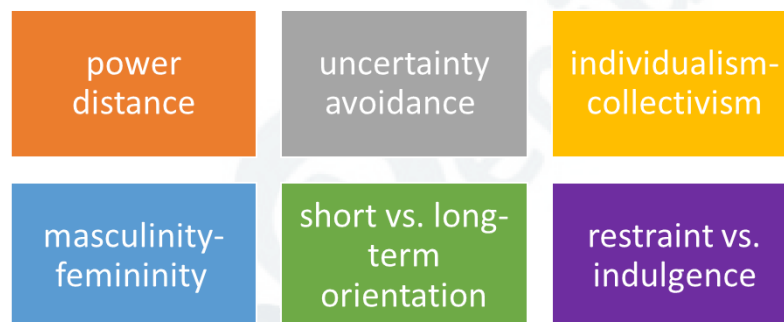 power
distance
uncertainty
avoidance
individualism-
collectivism
masculinity-
femininity
short vs. long-
term
orientation
restraint vs.
indulgence